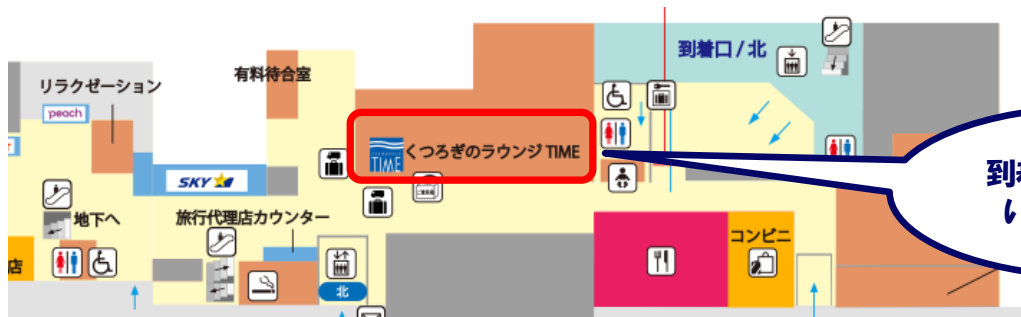 到着口 / 北
有料待合室
リラクゼーション
peach
くつろぎのラウンジ TIME
TIME
SKY
旅行代理店カウンター
地下へ
コンビニ
店
北